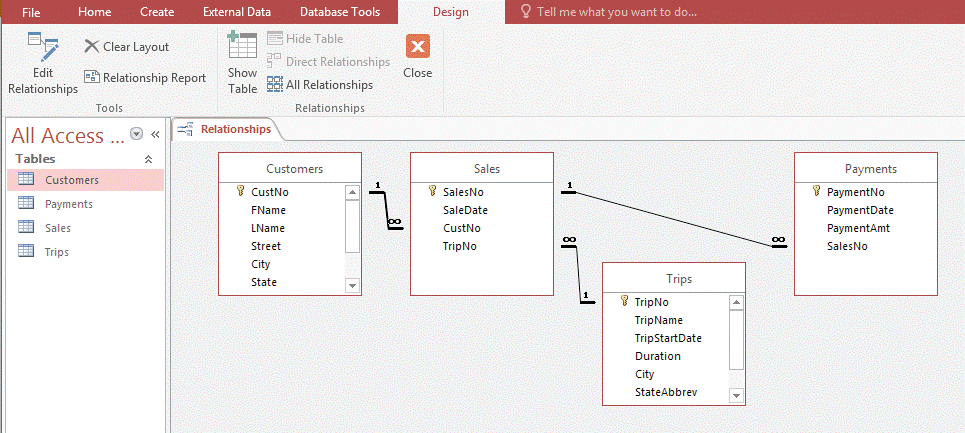 File Home Create External Data Database Tools Design Tell me what you want to do...
Edit Relationships
Clear Layout
Relationship Report
Tools
Show Table
Hide Table
Direct Relationships
All Relationships
Relationships
Close
All Access ...
Tables
Customers
Payments
Sales
Trips
Relationships
Customers
CustNo
FName
LName
Street
City
State
1
∞
Sales
SalesNo
SaleDate
CustNo
TripNo
1
∞
∞
1
Trips
TripNo
TripName
TripStartDate
Duration
City
StateAbbrev
Payments
PaymentNo
PaymentDate
PaymentAmt
SalesNo